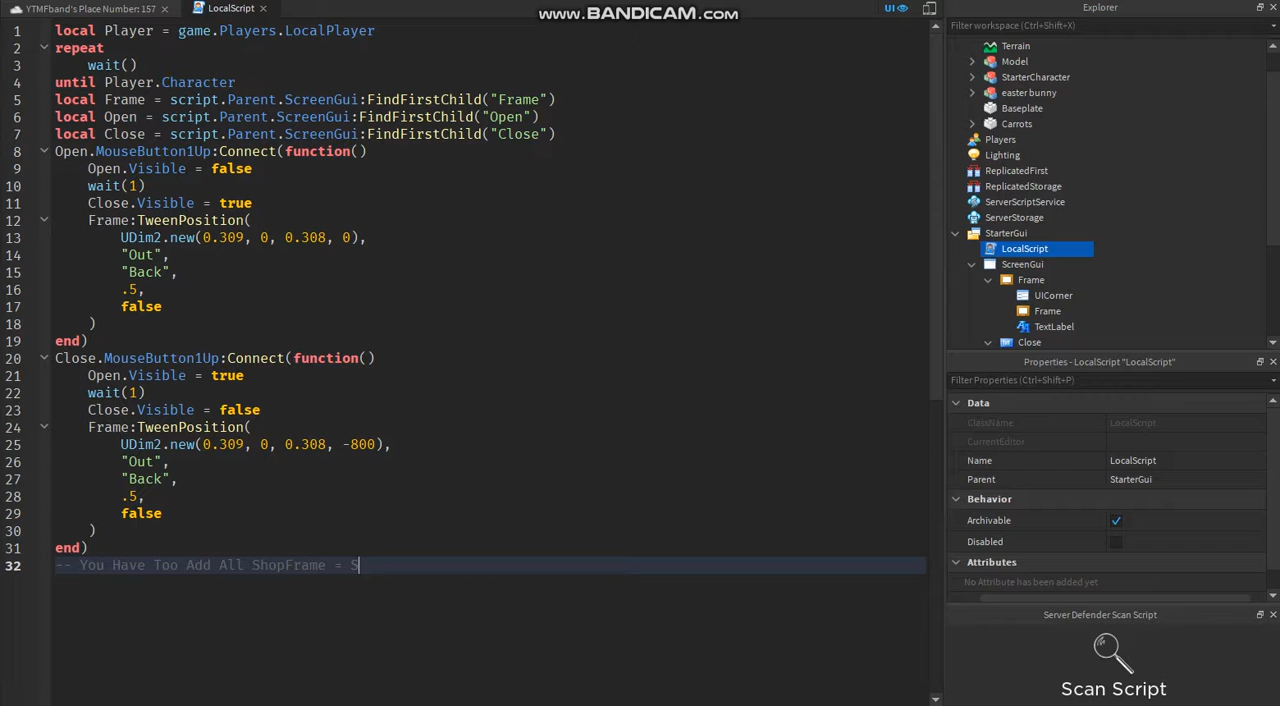 YTMFband's Place Number: 157 ×
LocalScript ×
UI
www.BANDICAM.com
1 local Player = game.Players.LocalPlayer
2 repeat
3 wait()
4 until Player.Character
5 local Frame = script.Parent.ScreenGui:FindFirstChild("Frame")
6 local Open = script.Parent.ScreenGui:FindFirstChild("Open")
7 local Close = script.Parent.ScreenGui:FindFirstChild("Close")
8 Open.MouseButton1Up:Connect(function()
9 Open.Visible = false
10 wait(1)
11 Close.Visible = true
12 Frame:TweenPosition(
13 UDim2.new(0.309, 0, 0.308, 0),
14 "Out",
15 "Back",
16 .5,
17 false
18 )
19 end)
20 Close.MouseButton1Up:Connect(function()
21 Open.Visible = true
22 wait(1)
23 Close.Visible = false
24 Frame:TweenPosition(
25 UDim2.new(0.309, 0, 0.308, -800),
26 "Out",
27 "Back",
28 .5,
29 false
30 )
31 end)
32 -- You Have Too Add All ShopFrame = S
Explorer
Filter workspace (Ctrl+Shift+X)
Terrain
Model
StarterCharacter
easter bunny
Baseplate
Carrots
Players
Lighting
ReplicatedFirst
ReplicatedStorage
ServerScriptService
ServerStorage
StarterGui
LocalScript
ScreenGui
Frame
UICorner
Frame
TextLabel
Close
Properties - LocalScript "LocalScript"
Filter Properties (Ctrl+Shift+P)
Data
ClassName LocalScript
CurrentEditor
Name LocalScript
Parent StarterGui
Behavior
Archivable
Disabled
Attributes
No Attribute has been added yet
Server Defender Scan Script
Scan Script